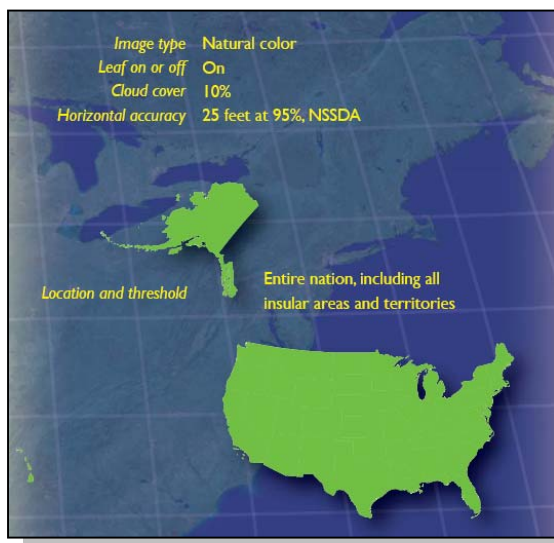 Image type Natural color
Leaf on or off On
Cloud cover 10%
Horizontal accuracy 25 feet at 95%, NSSDA
Location and threshold Entire nation, including all
insular areas and territories